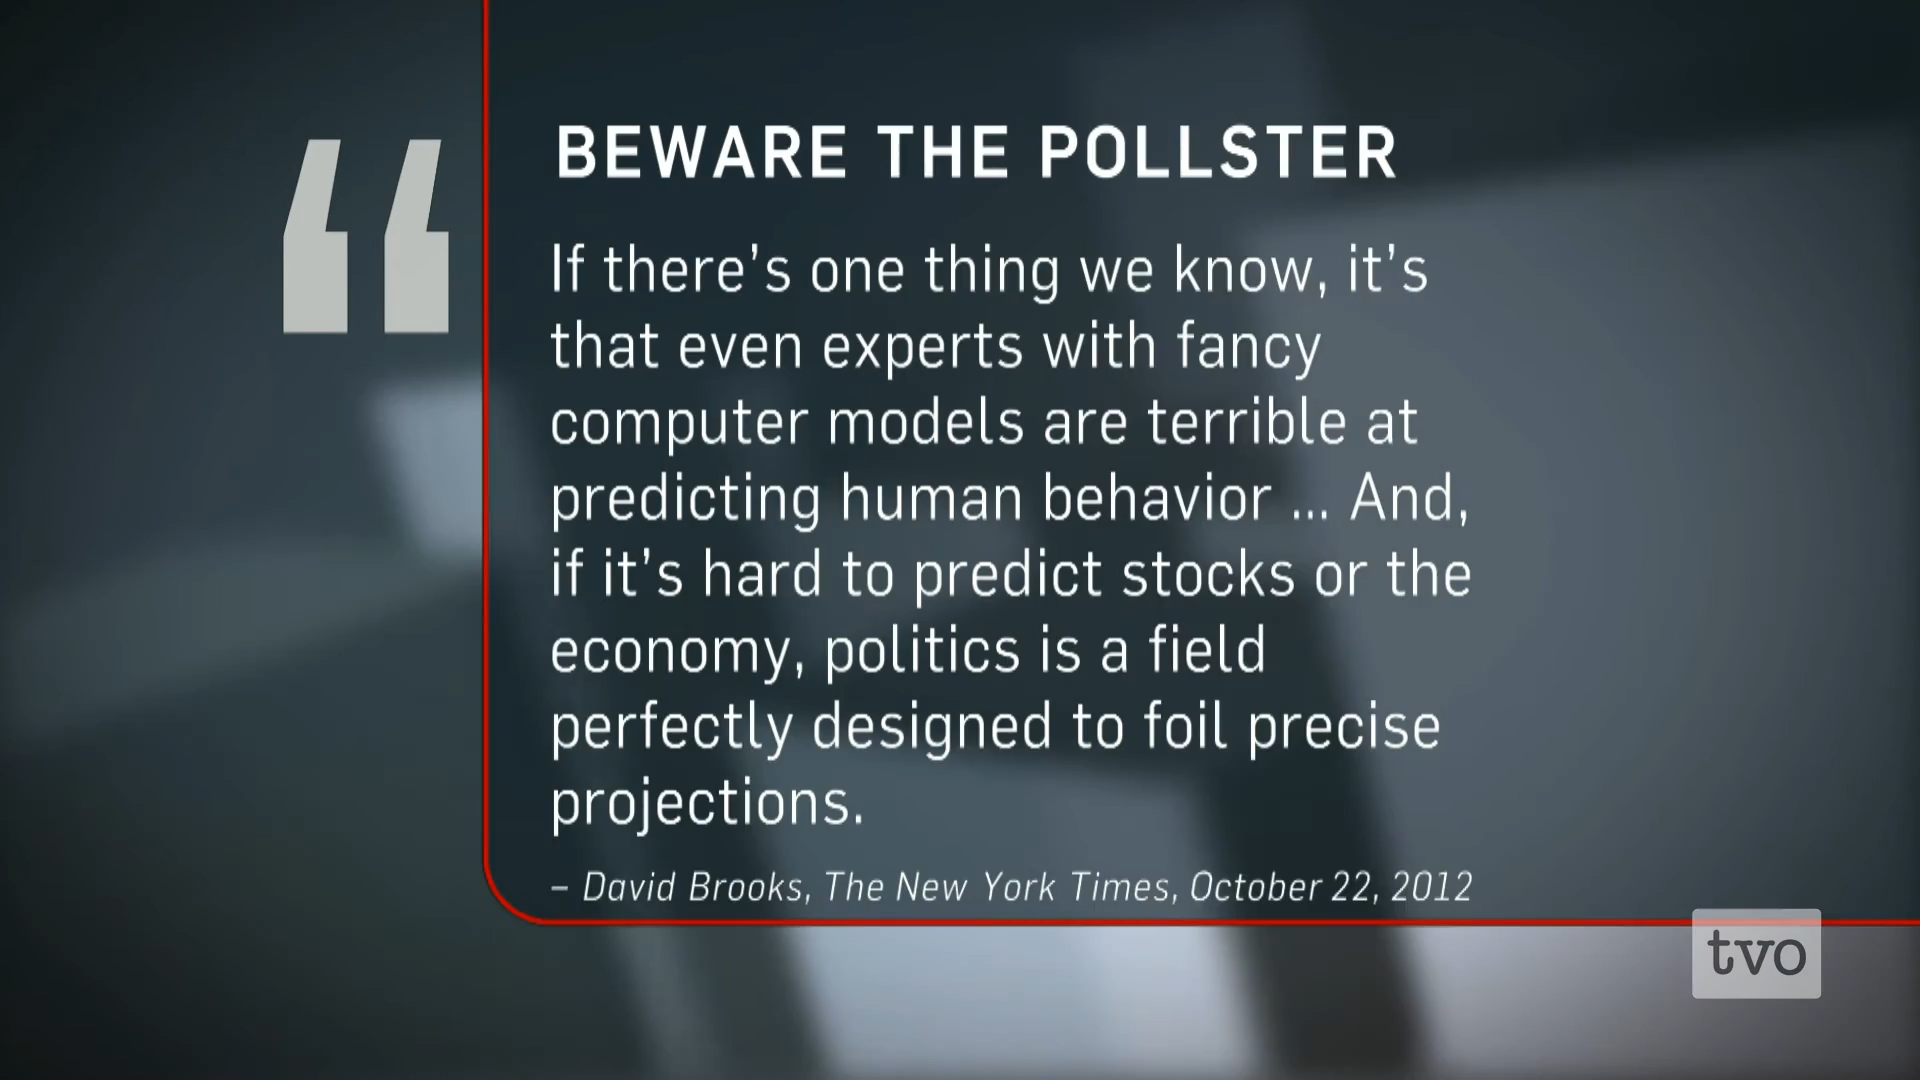 “
BEWARE THE POLLSTER
If there’s one thing we know, it’s
that even experts with fancy
computer models are terrible at
predicting human behavior ... And,
if it’s hard to predict stocks or the
economy, politics is a field
perfectly designed to foil precise
projections.
– David Brooks, The New York Times, October 22, 2012
tvo